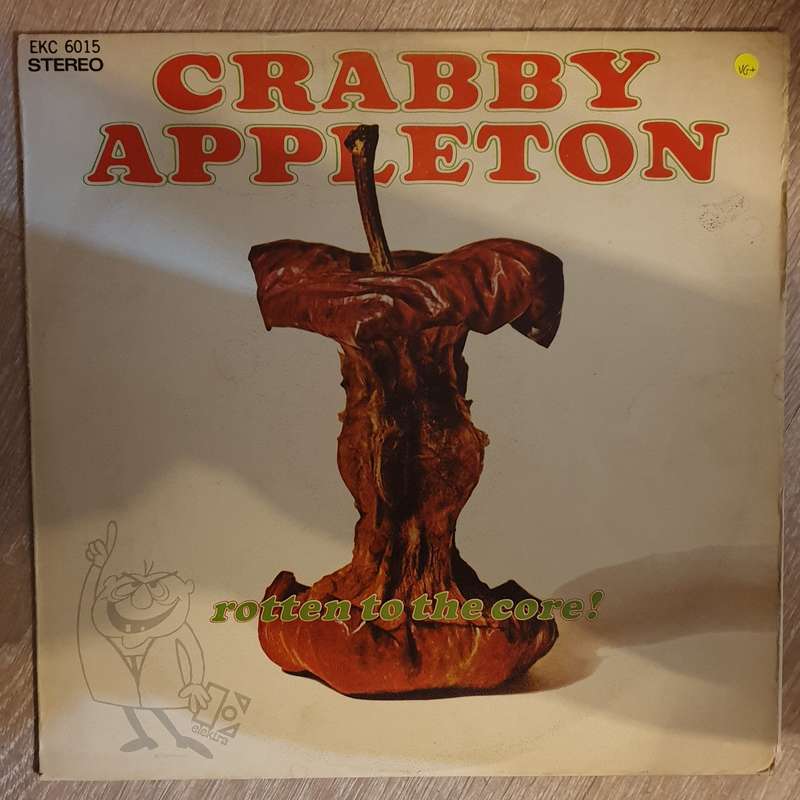 EKC 6015
STEREO
CRABBY
APPLETON
VG+
rotten to the core!
elektra